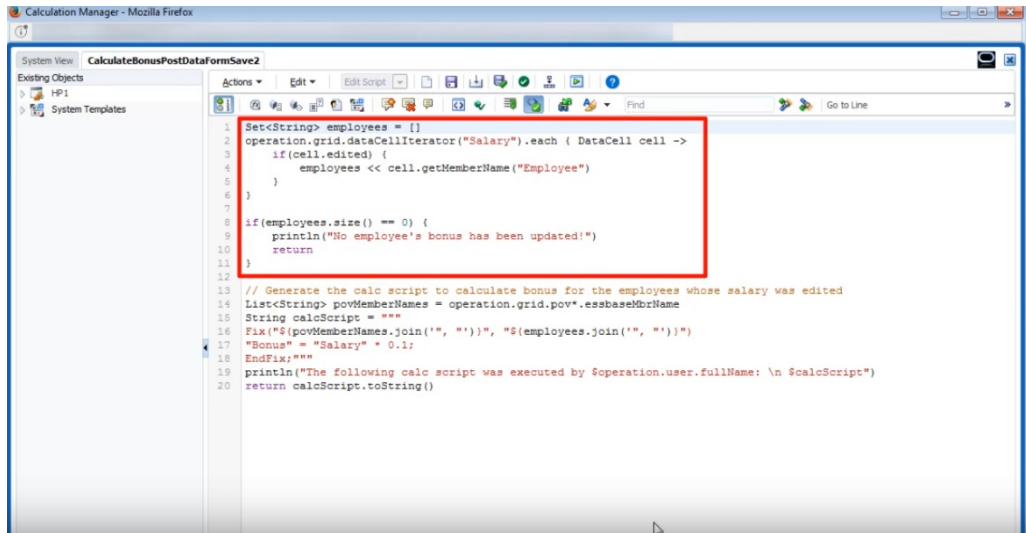 Calculation Manager - Mozilla Firefox
System View CalculateBonusPostDataFormSave2
Existing Objects
HP1
System Templates
Actions Edit Edit Script
Find Go to Line
1 Set<String> employees = []
2 operation.grid.dataCellIterator("Salary").each { DataCell cell ->
3 if(cell.edited) {
4 employees << cell.getMemberName("Employee")
5 }
6 }
7
8 if(employees.size() == 0) {
9 println("No employee's bonus has been updated!")
10 return
11 }
12
13 // Generate the calc script to calculate bonus for the employees whose salary was edited
14 List<String> povMemberNames = operation.grid.pov*.essbaseMbrName
15 String calcScript = """
16 Fix("${povMemberNames.join('", "')}", "${employees.join('", "')}")
17 "Bonus" = "Salary" * 0.1;
18 EndFix;"""
19 println("The following calc script was executed by $operation.user.fullName: \n $calcScript")
20 return calcScript.toString()